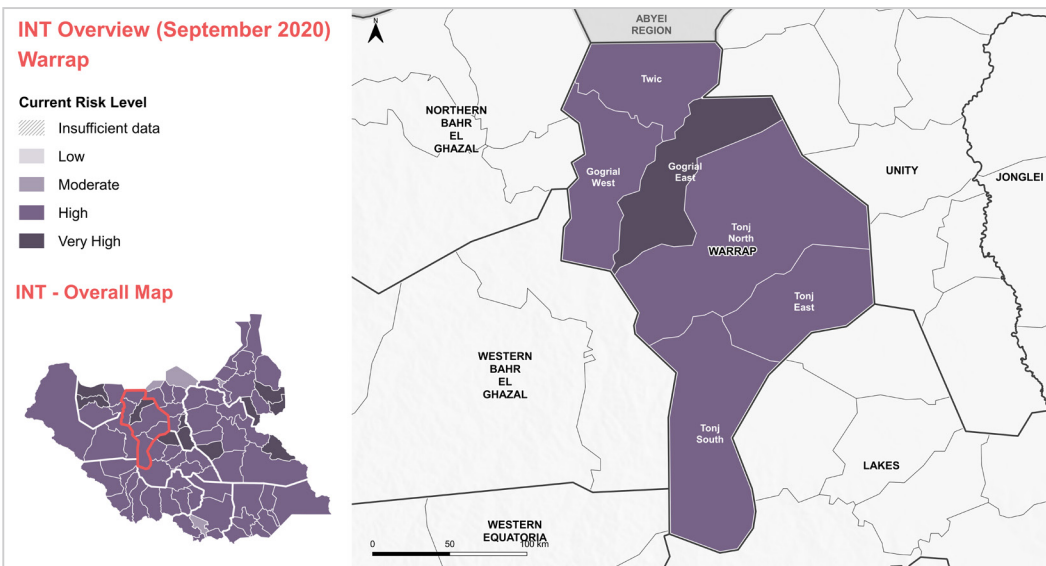 INT Overview (September 2020)
Warrap
Current Risk Level
Insufficient data
Low
Moderate
High
Very High
INT - Overall Map
N
ABYEI
REGION
Twic
NORTHERN
BAHR
EL
GHAZAL
Gogrial
West
Gogrial
East
UNITY
JONGLEI
Tonj
North
WARRAP
Tonj
East
WESTERN
BAHR
EL
GHAZAL
Tonj
South
LAKES
WESTERN
EQUATORIA
0 50 100 km